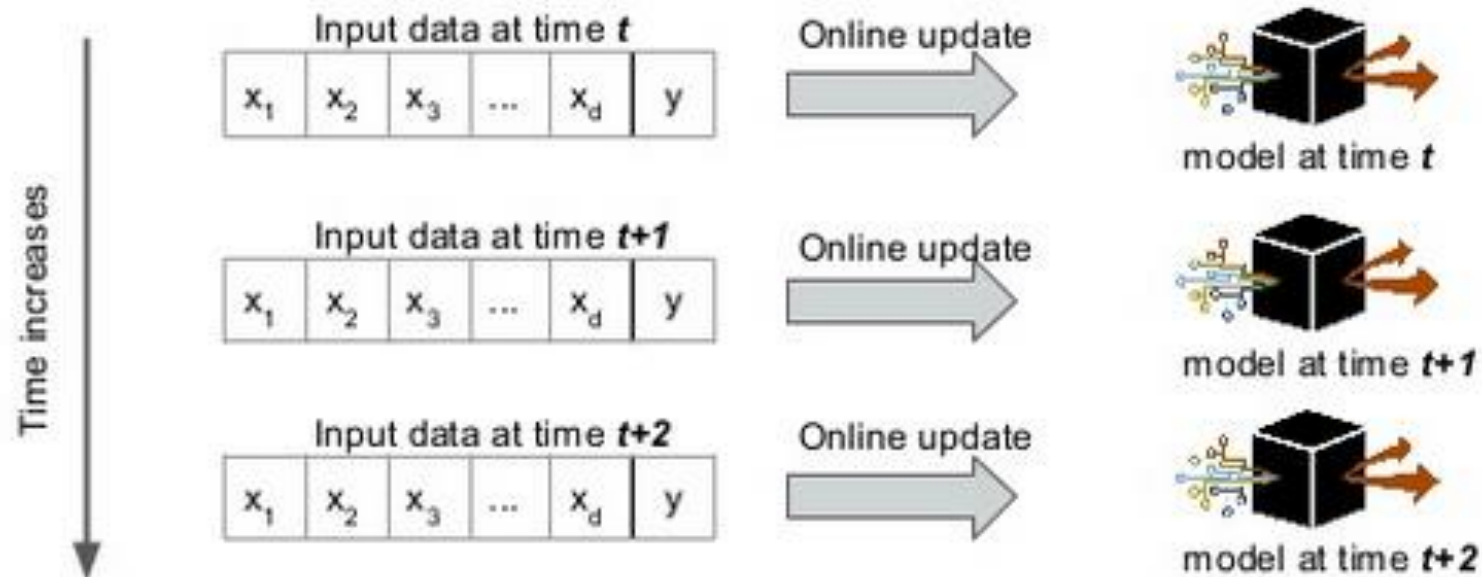 Time increases
Input data at time t
x1 x2 x3 ... xd y
Online update
model at time t
Input data at time t+1
x1 x2 x3 ... xd y
Online update
model at time t+1
Input data at time t+2
x1 x2 x3 ... xd y
Online update
model at time t+2